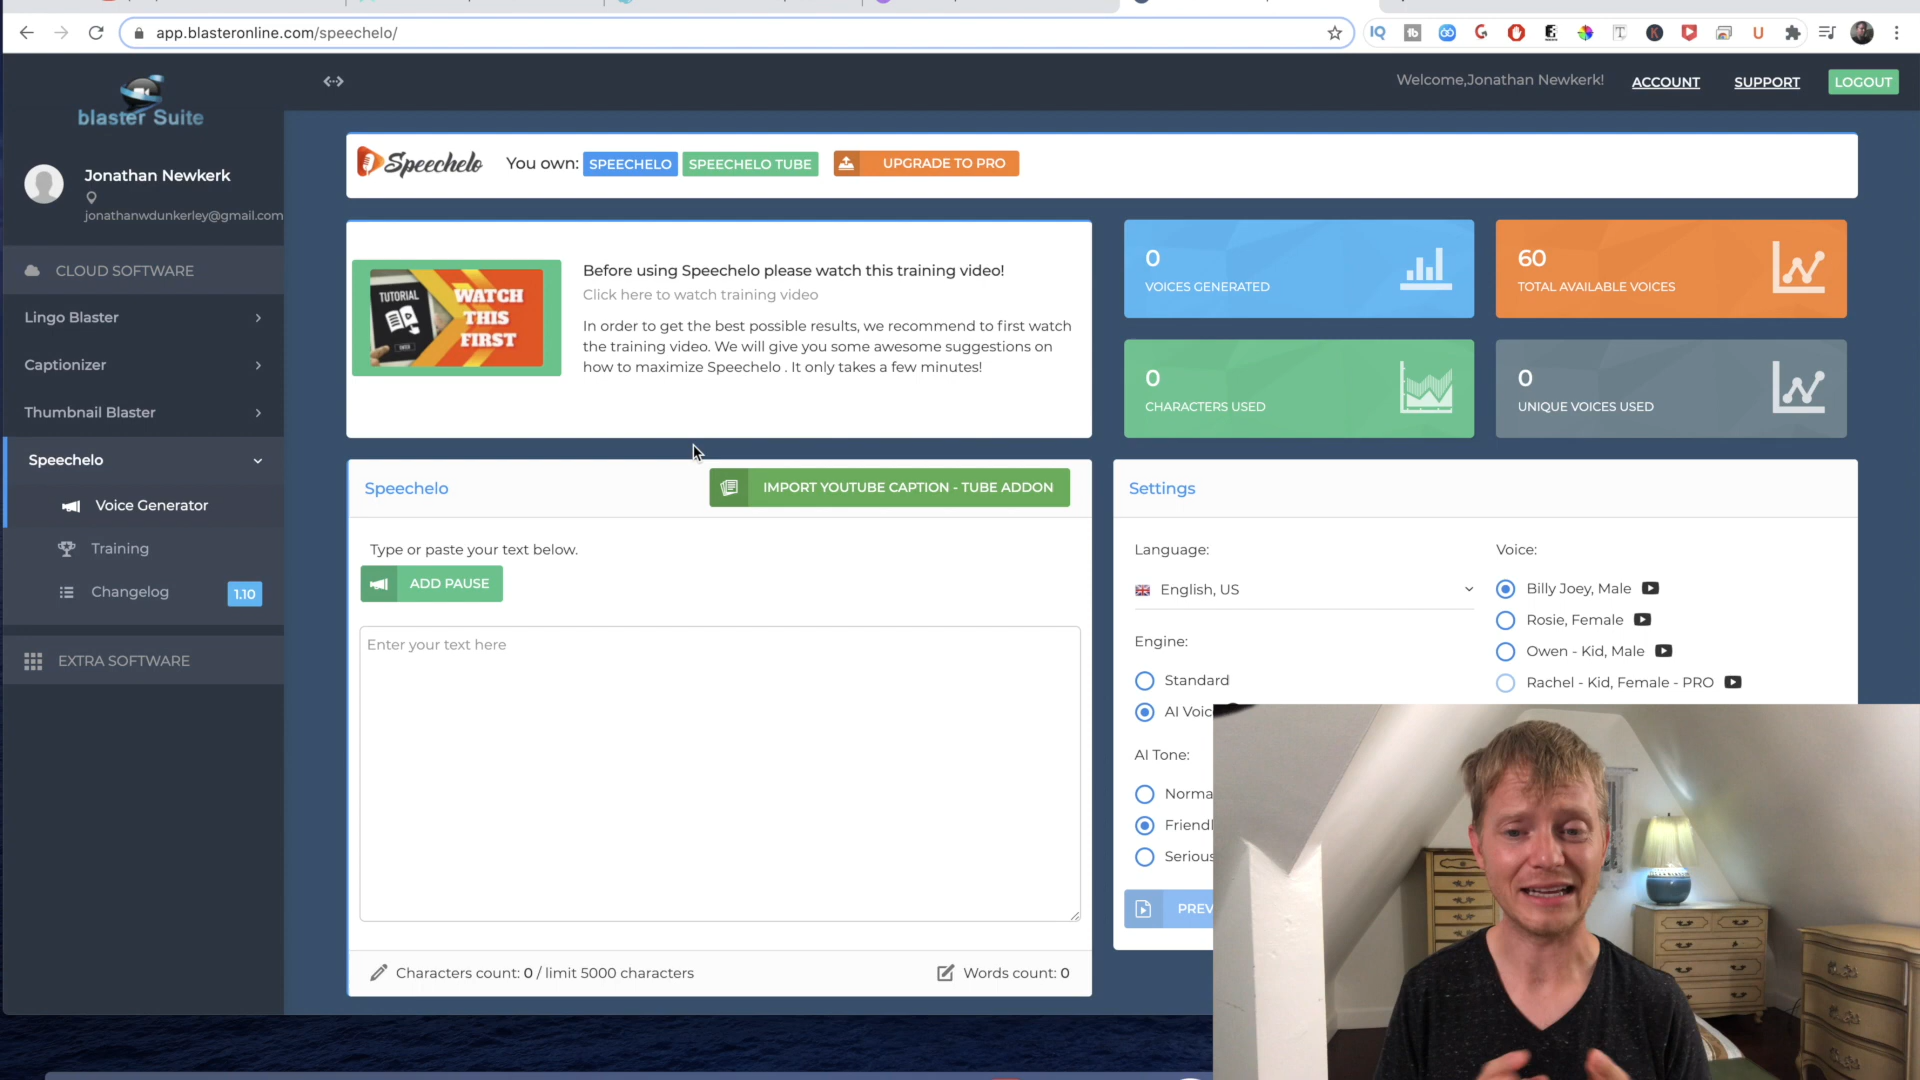 app.blasteronline.com/speechelo/
blaster Suite
Welcome,Jonathan Newkerk!
ACCOUNT
SUPPORT
LOGOUT
Jonathan Newkerk
jonathanwdunkerley@gmail.com
CLOUD SOFTWARE
Lingo Blaster
Captionizer
Thumbnail Blaster
Speechelo
Voice Generator
Training
Changelog
1.10
EXTRA SOFTWARE
Speechelo
You own:
SPEECHELO
SPEECHELO TUBE
UPGRADE TO PRO
TUTORIAL
WATCH
THIS
FIRST
Before using Speechelo please watch this training video!
Click here to watch training video
In order to get the best possible results, we recommend to first watch
the training video. We will give you some awesome suggestions on
how to maximize Speechelo . It only takes a few minutes!
0
VOICES GENERATED
60
TOTAL AVAILABLE VOICES
0
CHARACTERS USED
0
UNIQUE VOICES USED
Speechelo
IMPORT YOUTUBE CAPTION - TUBE ADDON
Type or paste your text below.
ADD PAUSE
Enter your text here
Characters count: 0 / limit 5000 characters
Words count: 0
Settings
Language:
English, US
Engine:
Standard
AI Voic
AI Tone:
Norma
Friendl
Serious
PREV
Voice:
Billy Joey, Male
Rosie, Female
Owen - Kid, Male
Rachel - Kid, Female - PRO